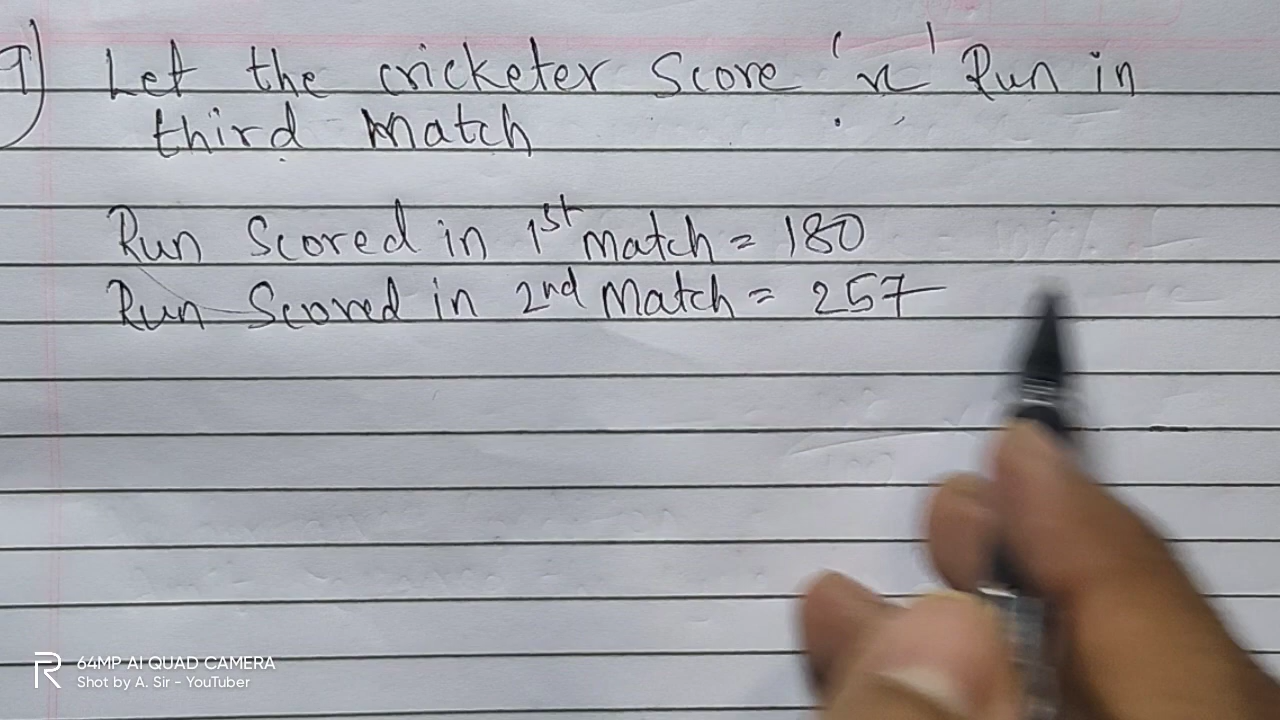 9) Let the cricketer Score 'x' Run in
third Match
Run Scored in 1st match = 180
Run Scored in 2nd Match = 257
64MP AI QUAD CAMERA
Shot by A. Sir - YouTuber